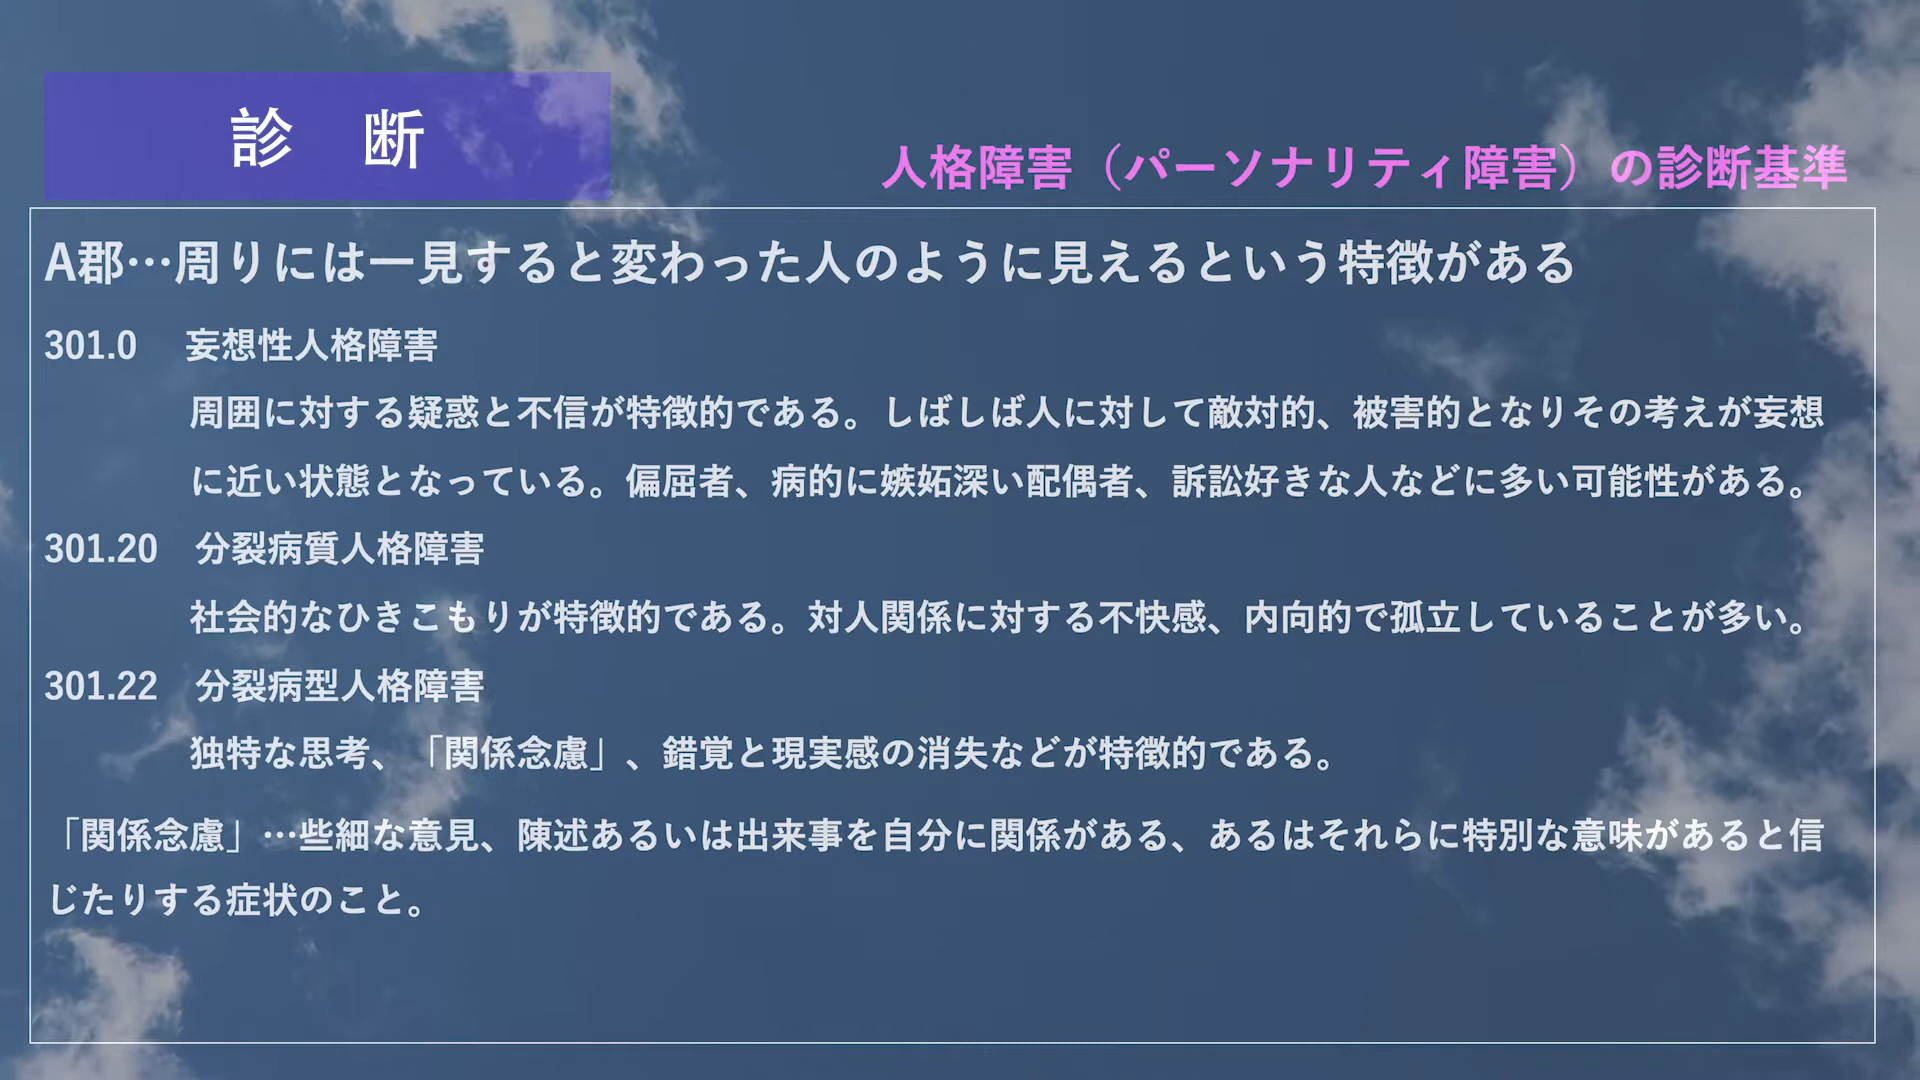 診　断
人格障害（パーソナリティ障害）の診断基準
A郡…周りには一見すると変わった人のように見えるという特徴がある
301.0　妄想性人格障害
周囲に対する疑惑と不信が特徴的である。しばしば人に対して敵対的、被害的となりその考えが妄想
に近い状態となっている。偏屈者、病的に嫉妬深い配偶者、訴訟好きな人などに多い可能性がある。
301.20　分裂病質人格障害
社会的なひきこもりが特徴的である。対人関係に対する不快感、内向的で孤立していることが多い。
301.22　分裂病型人格障害
独特な思考、「関係念慮」、錯覚と現実感の消失などが特徴的である。
「関係念慮」…些細な意見、陳述あるいは出来事を自分に関係がある、あるはそれらに特別な意味があると信
じたりする症状のこと。